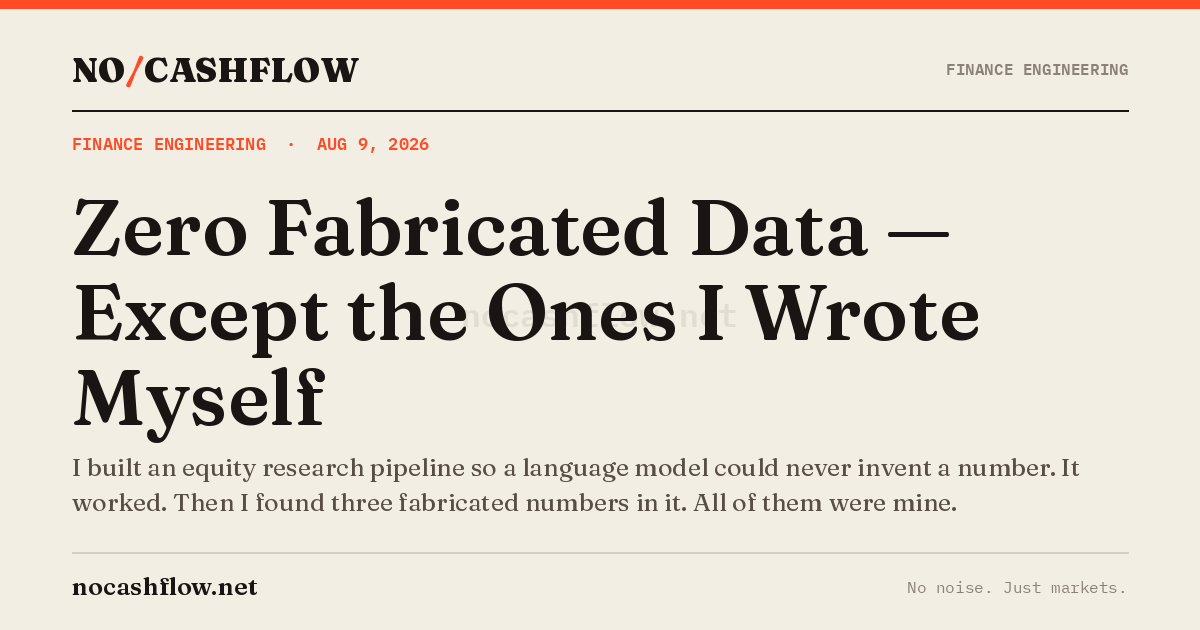 NO/CASHFLOW
FINANCE ENGINEERING
FINANCE ENGINEERING · AUG 9, 2026
Zero Fabricated Data —
Except the Ones I Wrote
Myself
nocashflow.net
I built an equity research pipeline so a language model could never invent a number. It
worked. Then I found three fabricated numbers in it. All of them were mine.
nocashflow.net
No noise. Just markets.